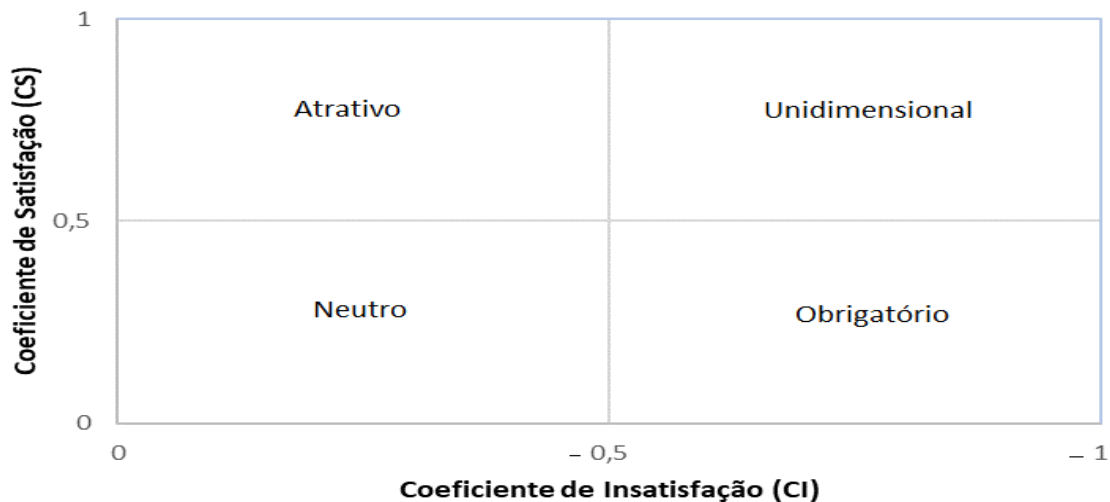 1
Atrativo
Unidimensional
Coeficiente de Satisfação (CS)
0,5
Neutro
Obrigatório
0
0
– 0,5
– 1
Coeficiente de Insatisfação (CI)